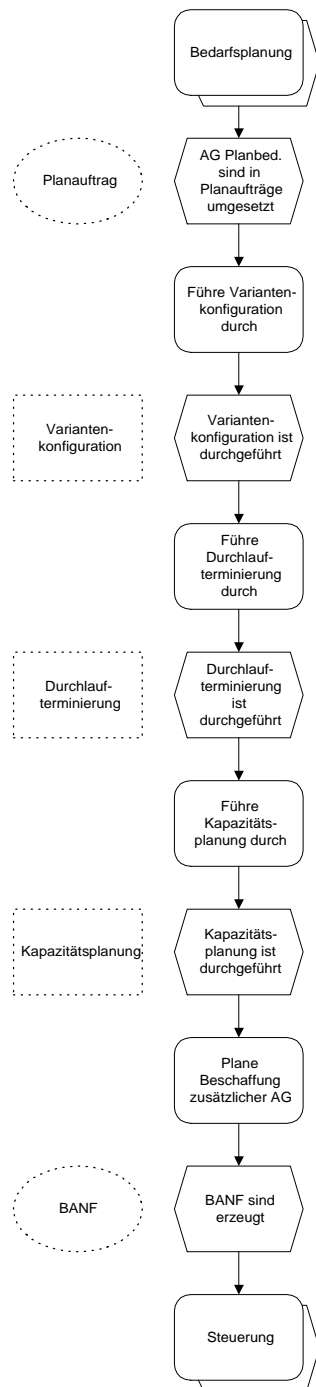 Bedarfsplanung
Planauftrag
AG Planbed.
sind in
Planaufträge
umgesetzt
Führe Varianten-
konfiguration
durch
Varianten-
konfiguration
Varianten-
konfiguration ist
durchgeführt
Führe
Durchlauf-
terminierung
durch
Durchlauf-
terminierung
Durchlauf-
terminierung
ist
durchgeführt
Führe
Kapazitäts-
planung durch
Kapazitätsplanung
Kapazitäts-
planung ist
durchgeführt
Plane
Beschaffung
zusätzlicher AG
BANF
BANF sind
erzeugt
Steuerung